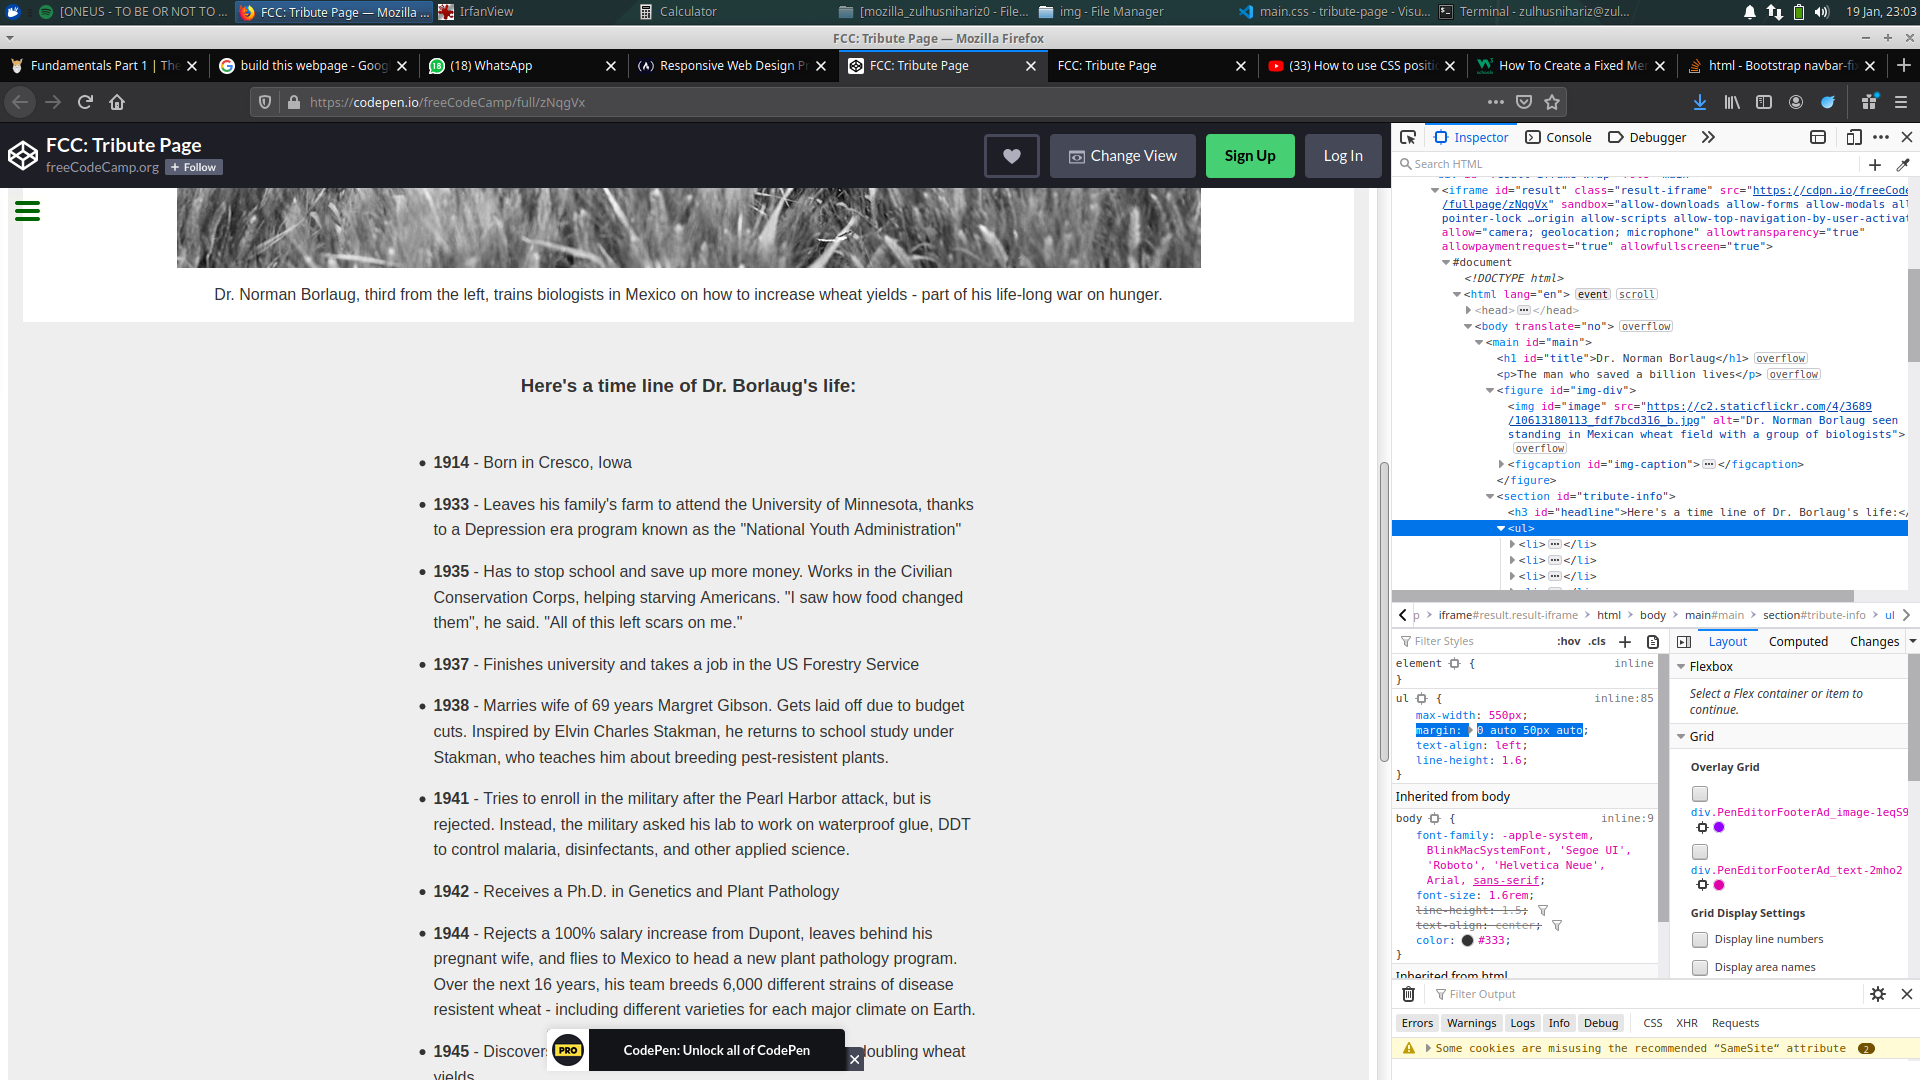 [ONEUS - TO BE OR NOT TO ...
FCC: Tribute Page — Mozilla ...
IrfanView
Calculator
[mozilla_zulhusnihariz0 - File...
img - File Manager
main.css - tribute-page - Visu...
Terminal - zulhusnihariz@zul...
19 Jan, 23:03
FCC: Tribute Page — Mozilla Firefox
Fundamentals Part 1 | The
build this webpage - Goog
(18) WhatsApp
Responsive Web Design Pr
FCC: Tribute Page
FCC: Tribute Page
(33) How to use CSS positi
How To Create a Fixed Me
html - Bootstrap navbar-fi
https://codepen.io/freeCodeCamp/full/zNqgVx
FCC: Tribute Page
freeCodeCamp.org
+ Follow
Change View
Sign Up
Log In
Dr. Norman Borlaug, third from the left, trains biologists in Mexico on how to increase wheat yields - part of his life-long war on hunger.
Here's a time line of Dr. Borlaug's life:
1914 - Born in Cresco, Iowa
1933 - Leaves his family's farm to attend the University of Minnesota, thanks
to a Depression era program known as the "National Youth Administration"
1935 - Has to stop school and save up more money. Works in the Civilian
Conservation Corps, helping starving Americans. "I saw how food changed
them", he said. "All of this left scars on me."
1937 - Finishes university and takes a job in the US Forestry Service
1938 - Marries wife of 69 years Margret Gibson. Gets laid off due to budget
cuts. Inspired by Elvin Charles Stakman, he returns to school study under
Stakman, who teaches him about breeding pest-resistent plants.
1941 - Tries to enroll in the military after the Pearl Harbor attack, but is
rejected. Instead, the military asked his lab to work on waterproof glue, DDT
to control malaria, disinfectants, and other applied science.
1942 - Receives a Ph.D. in Genetics and Plant Pathology
1944 - Rejects a 100% salary increase from Dupont, leaves behind his
pregnant wife, and flies to Mexico to head a new plant pathology program.
Over the next 16 years, his team breeds 6,000 different strains of disease
resistent wheat - including different varieties for each major climate on Earth.
1945 - Discover
doubling wheat
yields
PRO
CodePen: Unlock all of CodePen
Inspector
Console
Debugger
Search HTML
<iframe id="result" class="result-iframe" src="https://cdpn.io/freeCode
/fullpage/zNqgVx" sandbox="allow-downloads allow-forms allow-modals all
pointer-lock …origin allow-scripts allow-top-navigation-by-user-activat
allow="camera; geolocation; microphone" allowtransparency="true"
allowpaymentrequest="true" allowfullscreen="true">
#document
<!DOCTYPE html>
<html lang="en"> event scroll
<head> </head>
<body translate="no"> overflow
<main id="main">
<h1 id="title">Dr. Norman Borlaug</h1> overflow
<p>The man who saved a billion lives</p> overflow
<figure id="img-div">
<img id="image" src="https://c2.staticflickr.com/4/3689
/10613180113_fdf7bcd316_b.jpg" alt="Dr. Norman Borlaug seen
standing in Mexican wheat field with a group of biologists">
overflow
<figcaption id="img-caption"> </figcaption>
</figure>
<section id="tribute-info">
<h3 id="headline">Here's a time line of Dr. Borlaug's life:</
<ul>
<li> </li>
<li> </li>
<li> </li>
p > iframe#result.result-iframe > html > body > main#main > section#tribute-info > ul
Filter Styles
:hov .cls
Layout
Computed
Changes
element {
inline
}
ul {
inline:85
max-width: 550px;
margin: 0 auto 50px auto;
text-align: left;
line-height: 1.6;
}
Inherited from body
body {
inline:9
font-family: -apple-system,
BlinkMacSystemFont, 'Segoe UI',
'Roboto', 'Helvetica Neue',
Arial, sans-serif;
font-size: 1.6rem;
line-height: 1.5;
text-align: center;
color: #333;
}
Inherited from html
Flexbox
Select a Flex container or item to
continue.
Grid
Overlay Grid
div.PenEditorFooterAd_image-1eqS9
div.PenEditorFooterAd_text-2mho2
Grid Display Settings
Display line numbers
Display area names
Filter Output
Errors
Warnings
Logs
Info
Debug
CSS
XHR
Requests
Some cookies are misusing the recommended “SameSite“ attribute
2